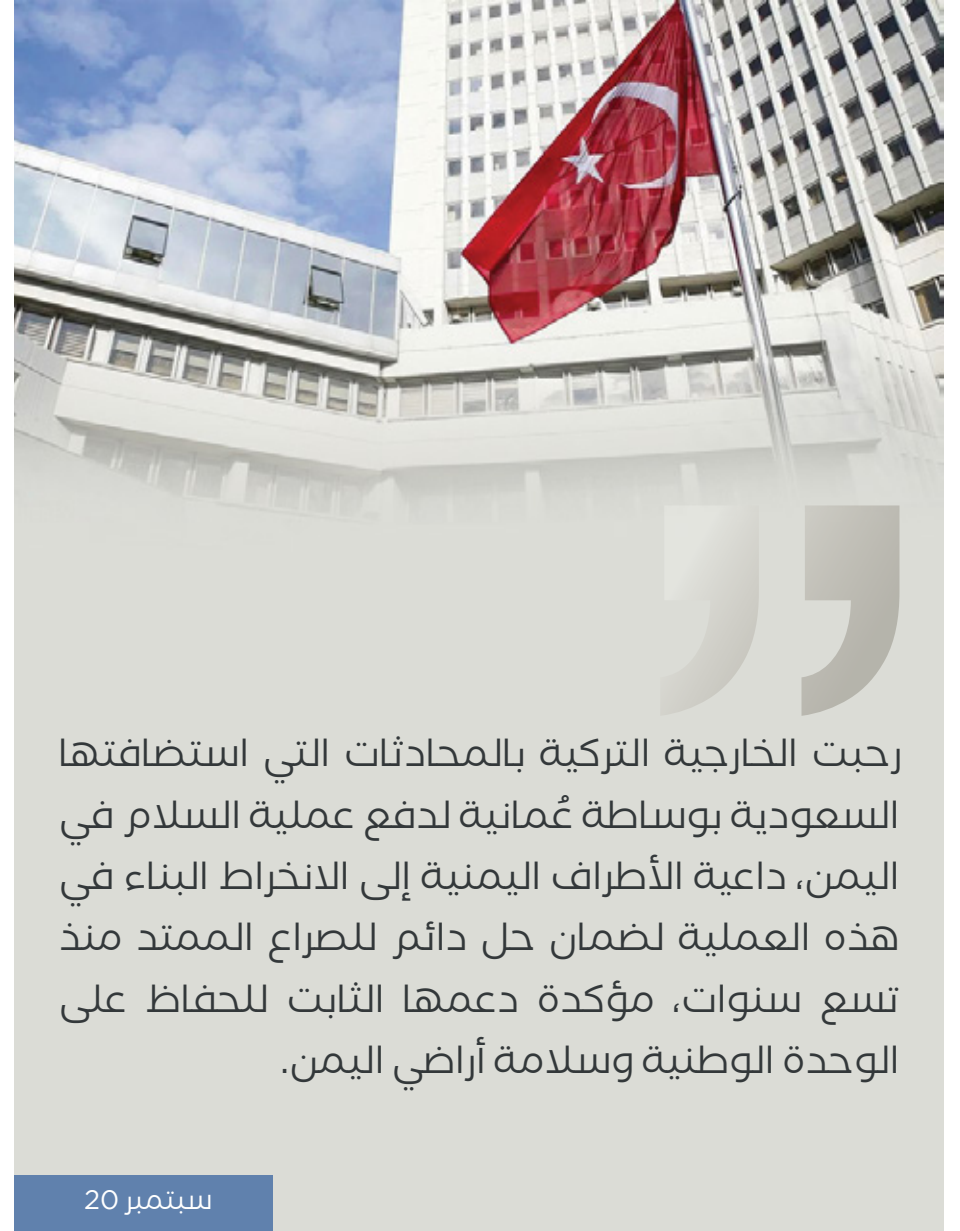 رحبت الخارجية التركية بالمحادثات التي استضافتها
السعودية بوساطة عُمانية لدفع عملية السلام في
اليمن، داعية الأطراف اليمنية إلى الانخراط البناء في
هذه العملية لضمان حل دائم للصراع الممتد منذ
تسع سنوات، مؤكدة دعمها الثابت للحفاظ على
الوحدة الوطنية وسلامة أراضي اليمن.
20 سبتمبر